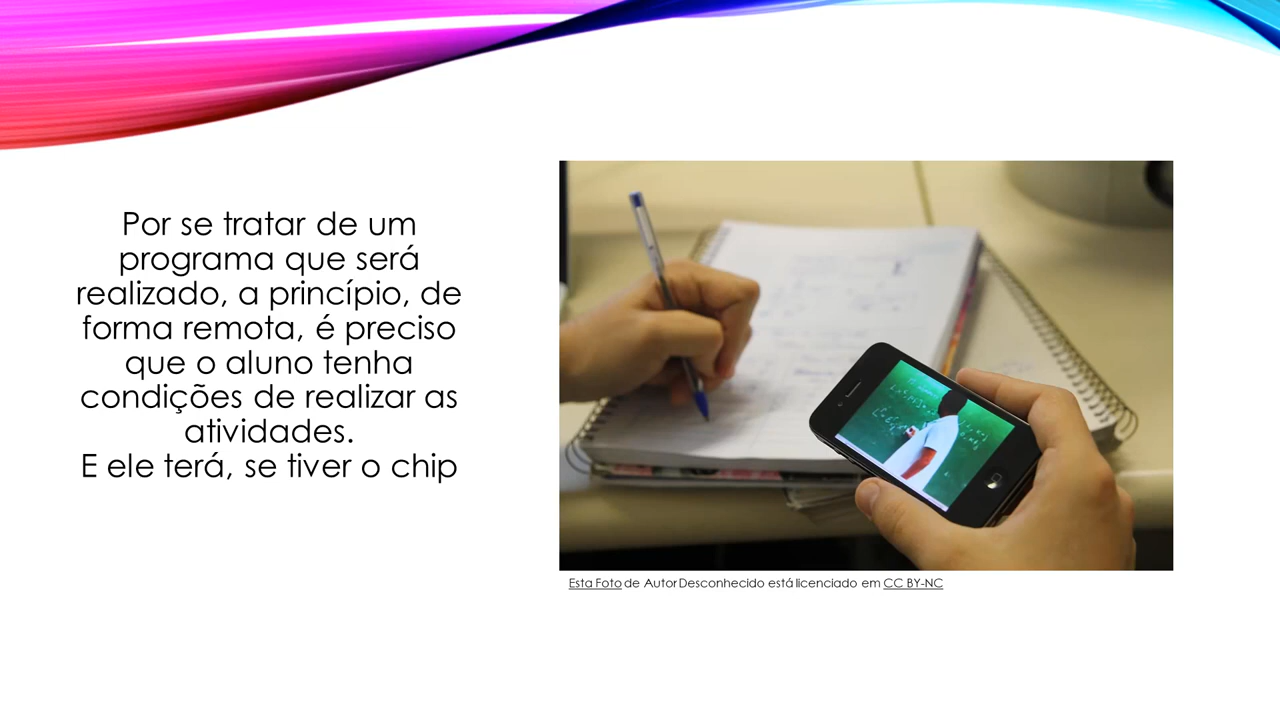 Por se tratar de um
programa que será
realizado, a princípio, de
forma remota, é preciso
que o aluno tenha
condições de realizar as
atividades.
E ele terá, se tiver o chip
Esta Foto de Autor Desconhecido está licenciado em CC BY-NC